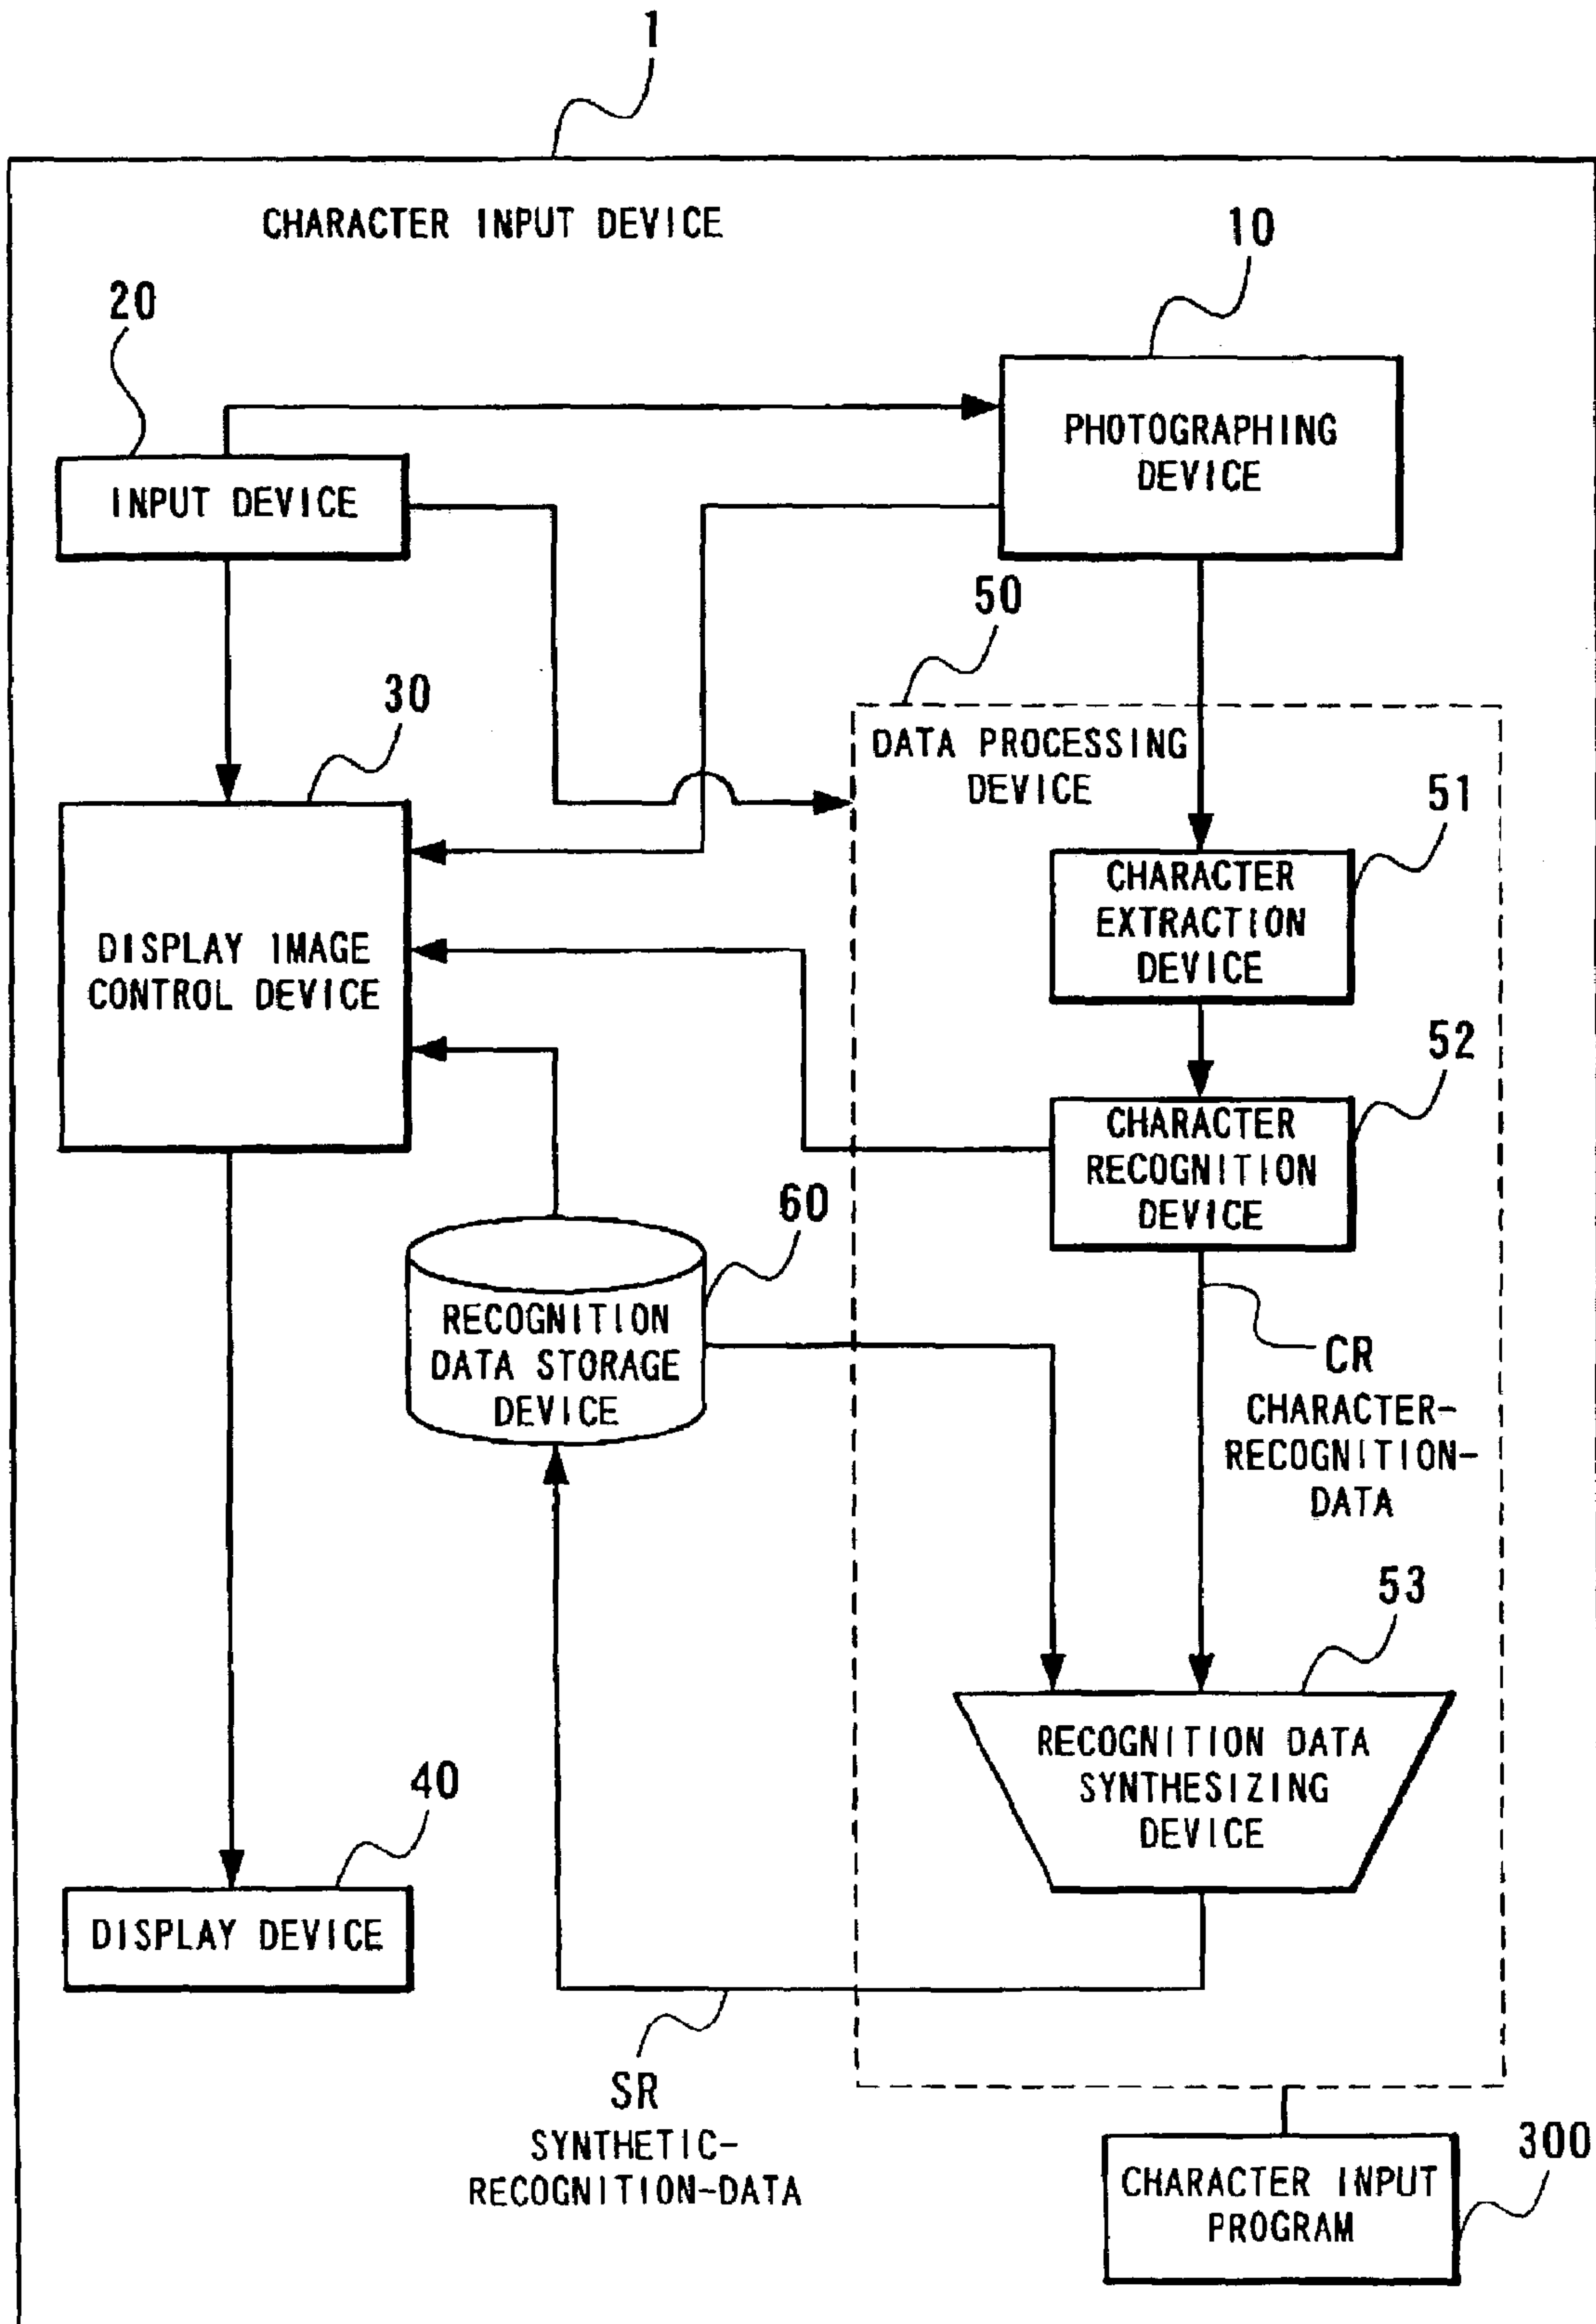 1
CHARACTER INPUT DEVICE
10
20
PHOTOGRAPHING
DEVICE
INPUT DEVICE
50
30
DATA PROCESSING
DEVICE
51
CHARACTER
EXTRACTION
DEVICE
DISPLAY IMAGE
CONTROL DEVICE
52
CHARACTER
RECOGNITION
DEVICE
60
RECOGNITION
DATA STORAGE
DEVICE
CR
CHARACTER-
RECOGNITION-
DATA
53
RECOGNITION DATA
SYNTHESIZING
DEVICE
40
DISPLAY DEVICE
SR
SYNTHETIC-
RECOGNITION-DATA
300
CHARACTER INPUT
PROGRAM